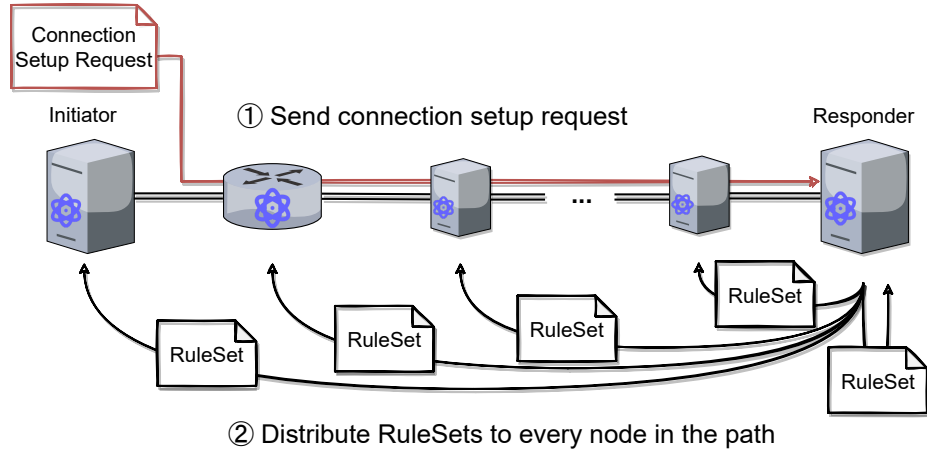 Connection
Setup Request
① Send connection setup request
Initiator
Responder
...
RuleSet
RuleSet
RuleSet
RuleSet
RuleSet
② Distribute RuleSets to every node in the path